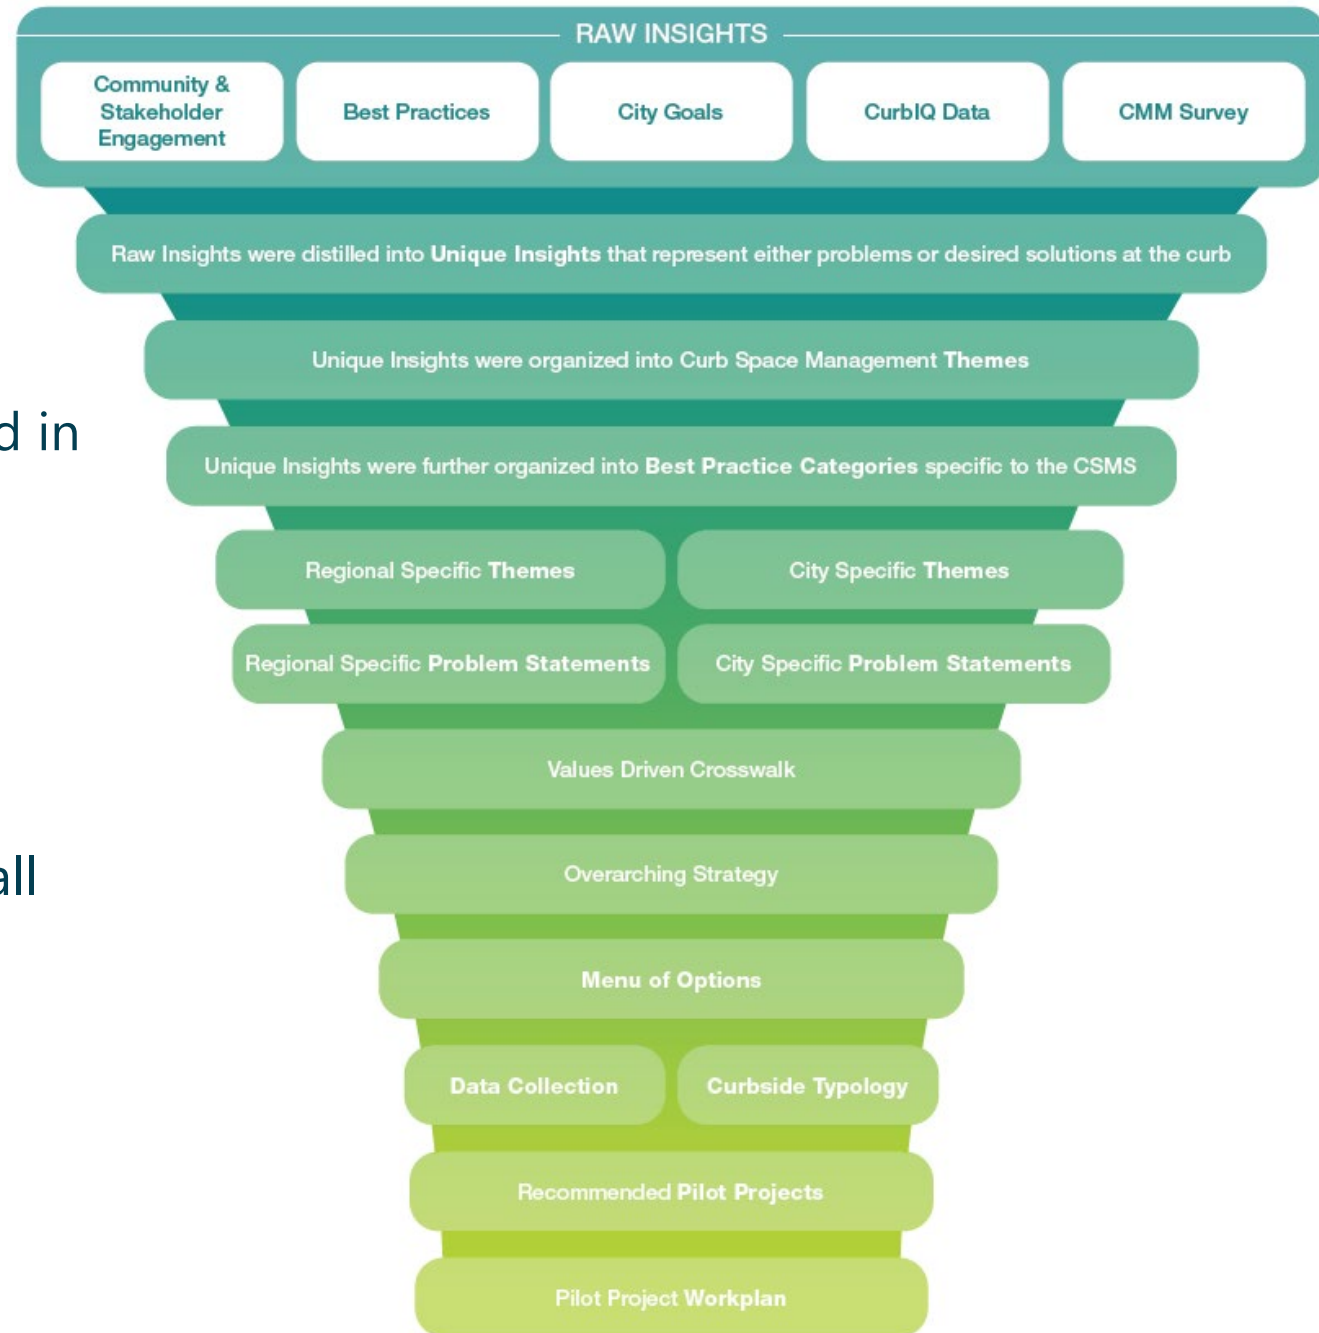 RAW INSIGHTS
Community &
Stakeholder
Engagement
Best Practices
City Goals
CurbIQ Data
CMM Survey
Raw Insights were distilled into Unique Insights that represent either problems or desired solutions at the curb
Unique Insights were organized into Curb Space Management Themes
d in
Unique Insights were further organized into Best Practice Categories specific to the CSMS
Regional Specific Themes
City Specific Themes
Regional Specific Problem Statements
City Specific Problem Statements
Values Driven Crosswalk
all
Overarching Strategy
Menu of Options
Data Collection
Curbside Typology
Recommended Pilot Projects
Pilot Project Workplan